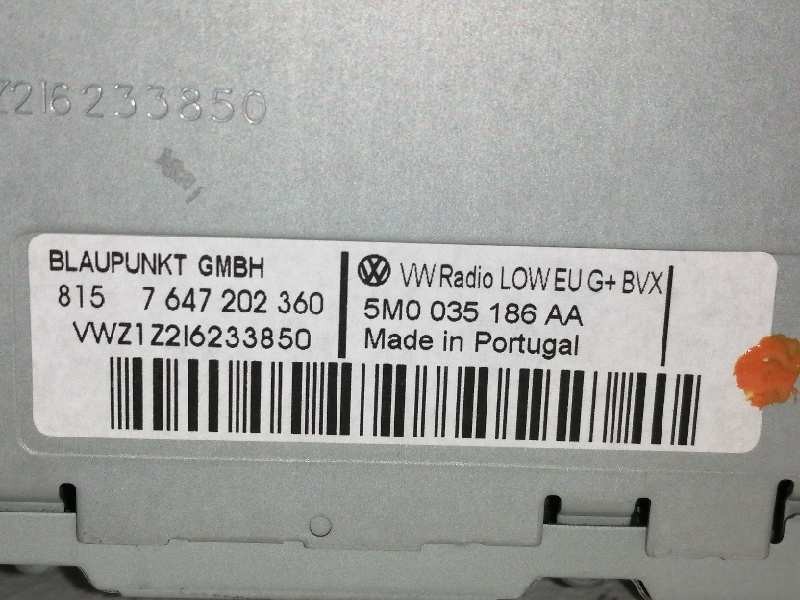 Z2I6233850
BLAUPUNKT GMBH
815 7 647 202 360
VWZ1Z2I6233850
VW Radio LOW EU G+ BVX
5M0 035 186 AA
Made in Portugal